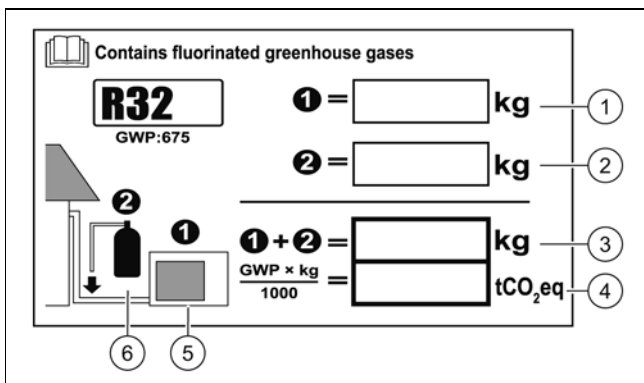 Contains fluorinated greenhouse gases
R32
GWP:675
❶ = kg ①
❷ = kg ②
❷
❶
❶+❷ = kg ③
GWP × kg
1000
= tCO₂eq ④
⑥ ⑤